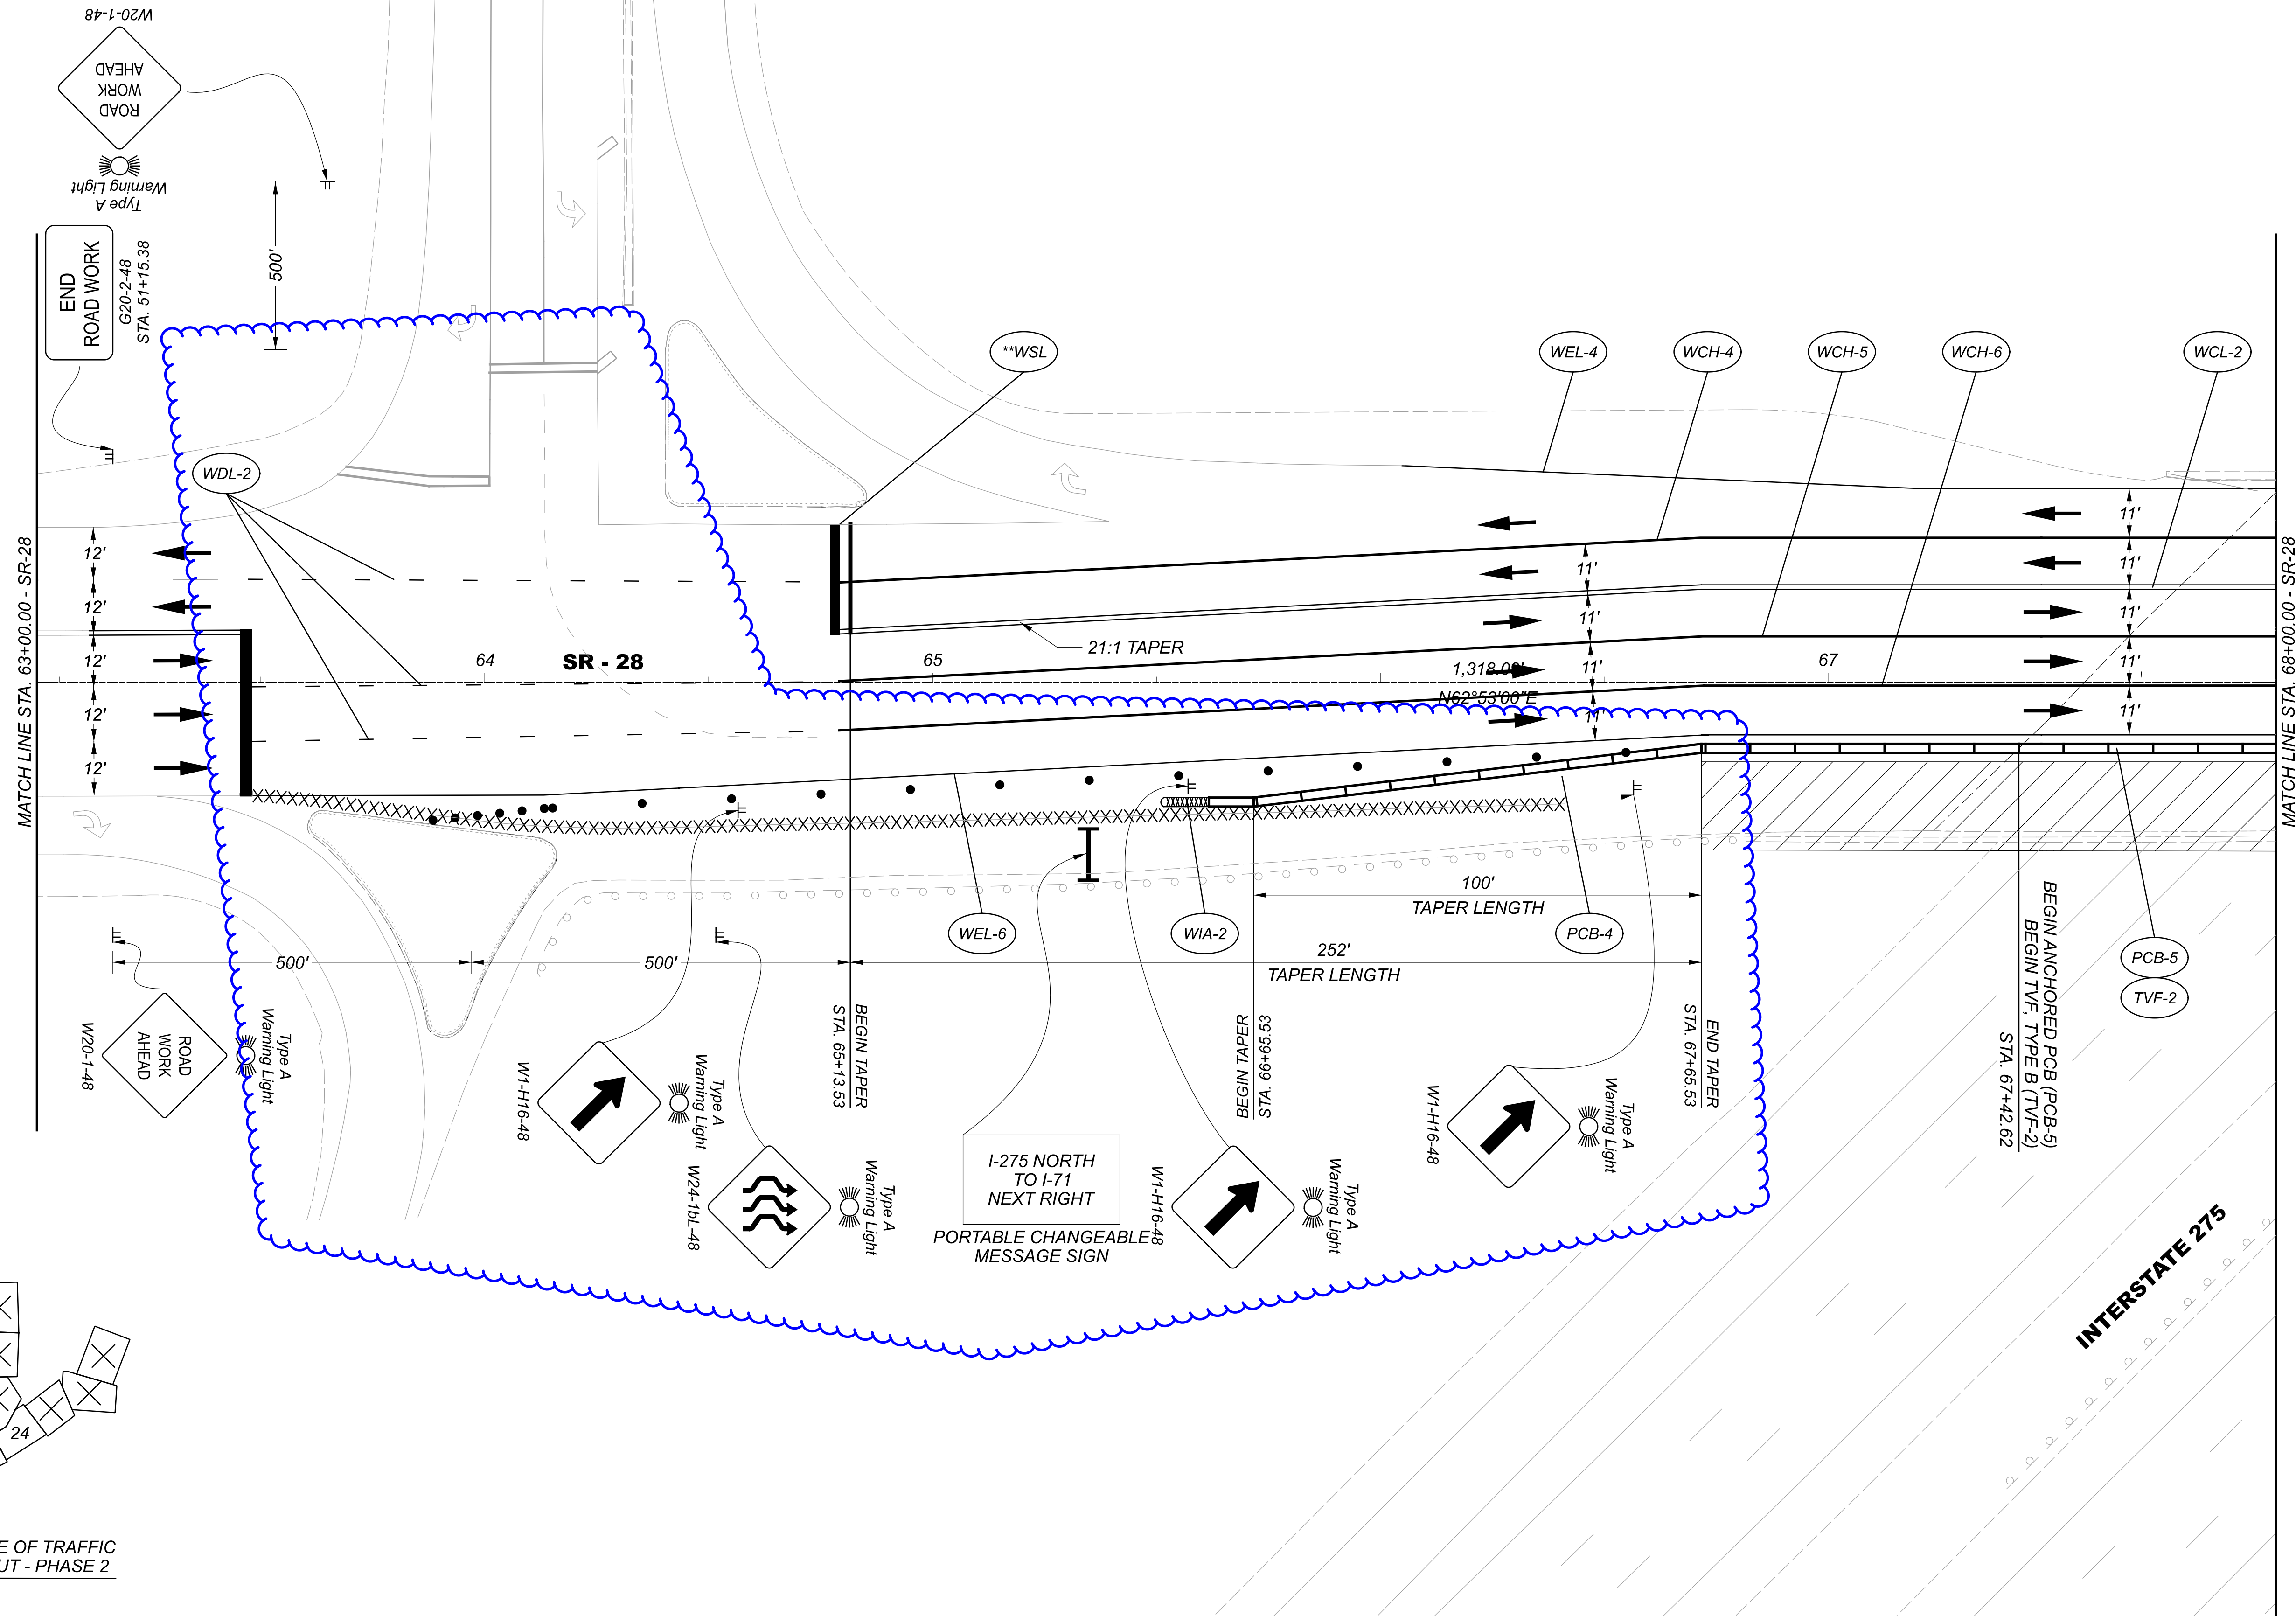 W20-1-48
ROAD
WORK
AHEAD
Type A
Warning Light
END
ROAD WORK
G20-2-48
STA. 51+15.38
500'
**WSL
WEL-4
WCH-4
WCH-5
WCH-6
WCL-2
WDL-2
MATCH LINE STA. 63+00.00 - SR-28
12'
12'
12'
12'
12'
64
SR - 28
65
21:1 TAPER
1,318.09'
N62°53'00"E
67
11'
11'
11'
11'
11'
11'
11'
11'
11'
MATCH LINE STA. 68+00.00 - SR-28
100'
TAPER LENGTH
WEL-6
WIA-2
PCB-4
500'
500'
252'
TAPER LENGTH
PCB-5
TVF-2
BEGIN ANCHORED PCB (PCB-5)
BEGIN TVF, TYPE B (TVF-2)
STA. 67+42.62
W20-1-48
ROAD
WORK
AHEAD
Type A
Warning Light
BEGIN TAPER
STA. 65+13.53
BEGIN TAPER
STA. 669+65.53
END TAPER
STA. 67+65.53
W1-H16-48
Type A
Warning Light
W24-1bL-48
Type A
Warning Light
I-275 NORTH
TO I-71
NEXT RIGHT
PORTABLE CHANGEABLE
MESSAGE SIGN
W1-H16-48
Type A
Warning Light
W1-H16-48
Type A
Warning Light
INTERSTATE 275
24
E OF TRAFFIC
UT - PHASE 2